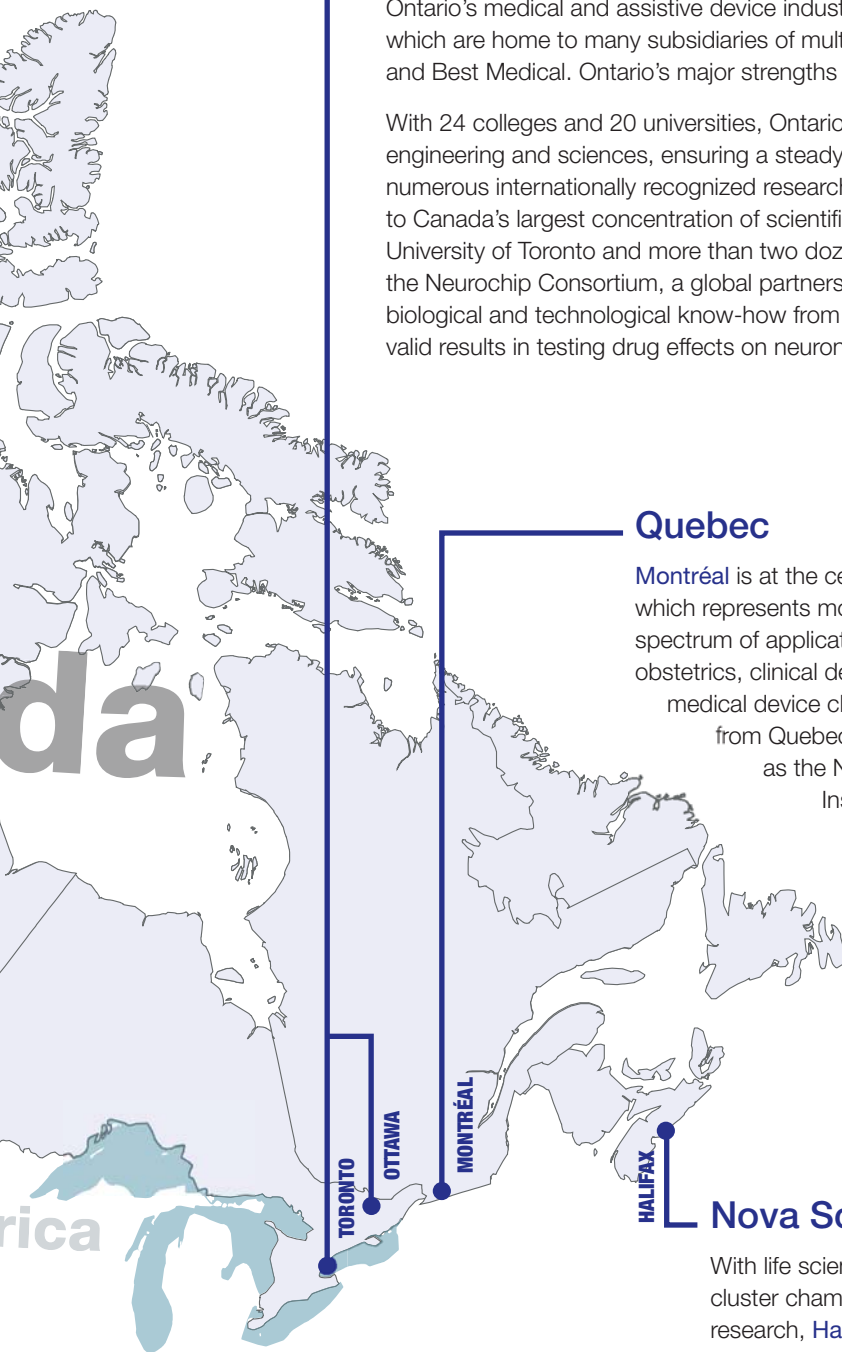 Ontario's medical and assistive device indust
which are home to many subsidiaries of mult
and Best Medical. Ontario's major strengths
With 24 colleges and 20 universities, Ontario
engineering and sciences, ensuring a steady
numerous internationally recognized research
to Canada's largest concentration of scientifi
University of Toronto and more than two doz
the Neurochip Consortium, a global partners
biological and technological know-how from
valid results in testing drug effects on neuron
Quebec
Montréal is at the ce
which represents mo
spectrum of applicat
obstetrics, clinical de
medical device cl
from Quebec
as the N
Ins
da
TORONTO
OTTAWA
MONTRÉAL
HALIFAX
rica
Nova Sc
With life scien
cluster cham
research, Ha